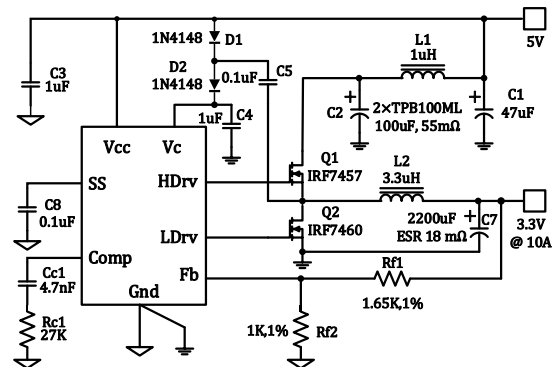 1N4148
D1
D2
1N4148
0.1uF
C5
L1
1uH
5V
C3
1uF
1uF
C4
C2
2×TPB100ML
100uF, 55mΩ
C1
47uF
Vcc
Vc
Q1
IRF7457
L2
3.3uH
SS
HDrv
C8
0.1uF
Q2
IRF7460
2200uF
C7
ESR 18 mΩ
3.3V
@ 10A
LDrv
Comp
Cc1
4.7nF
Fb
Rf1
1.65K,1%
Gnd
Rc1
27K
1K,1%
Rf2